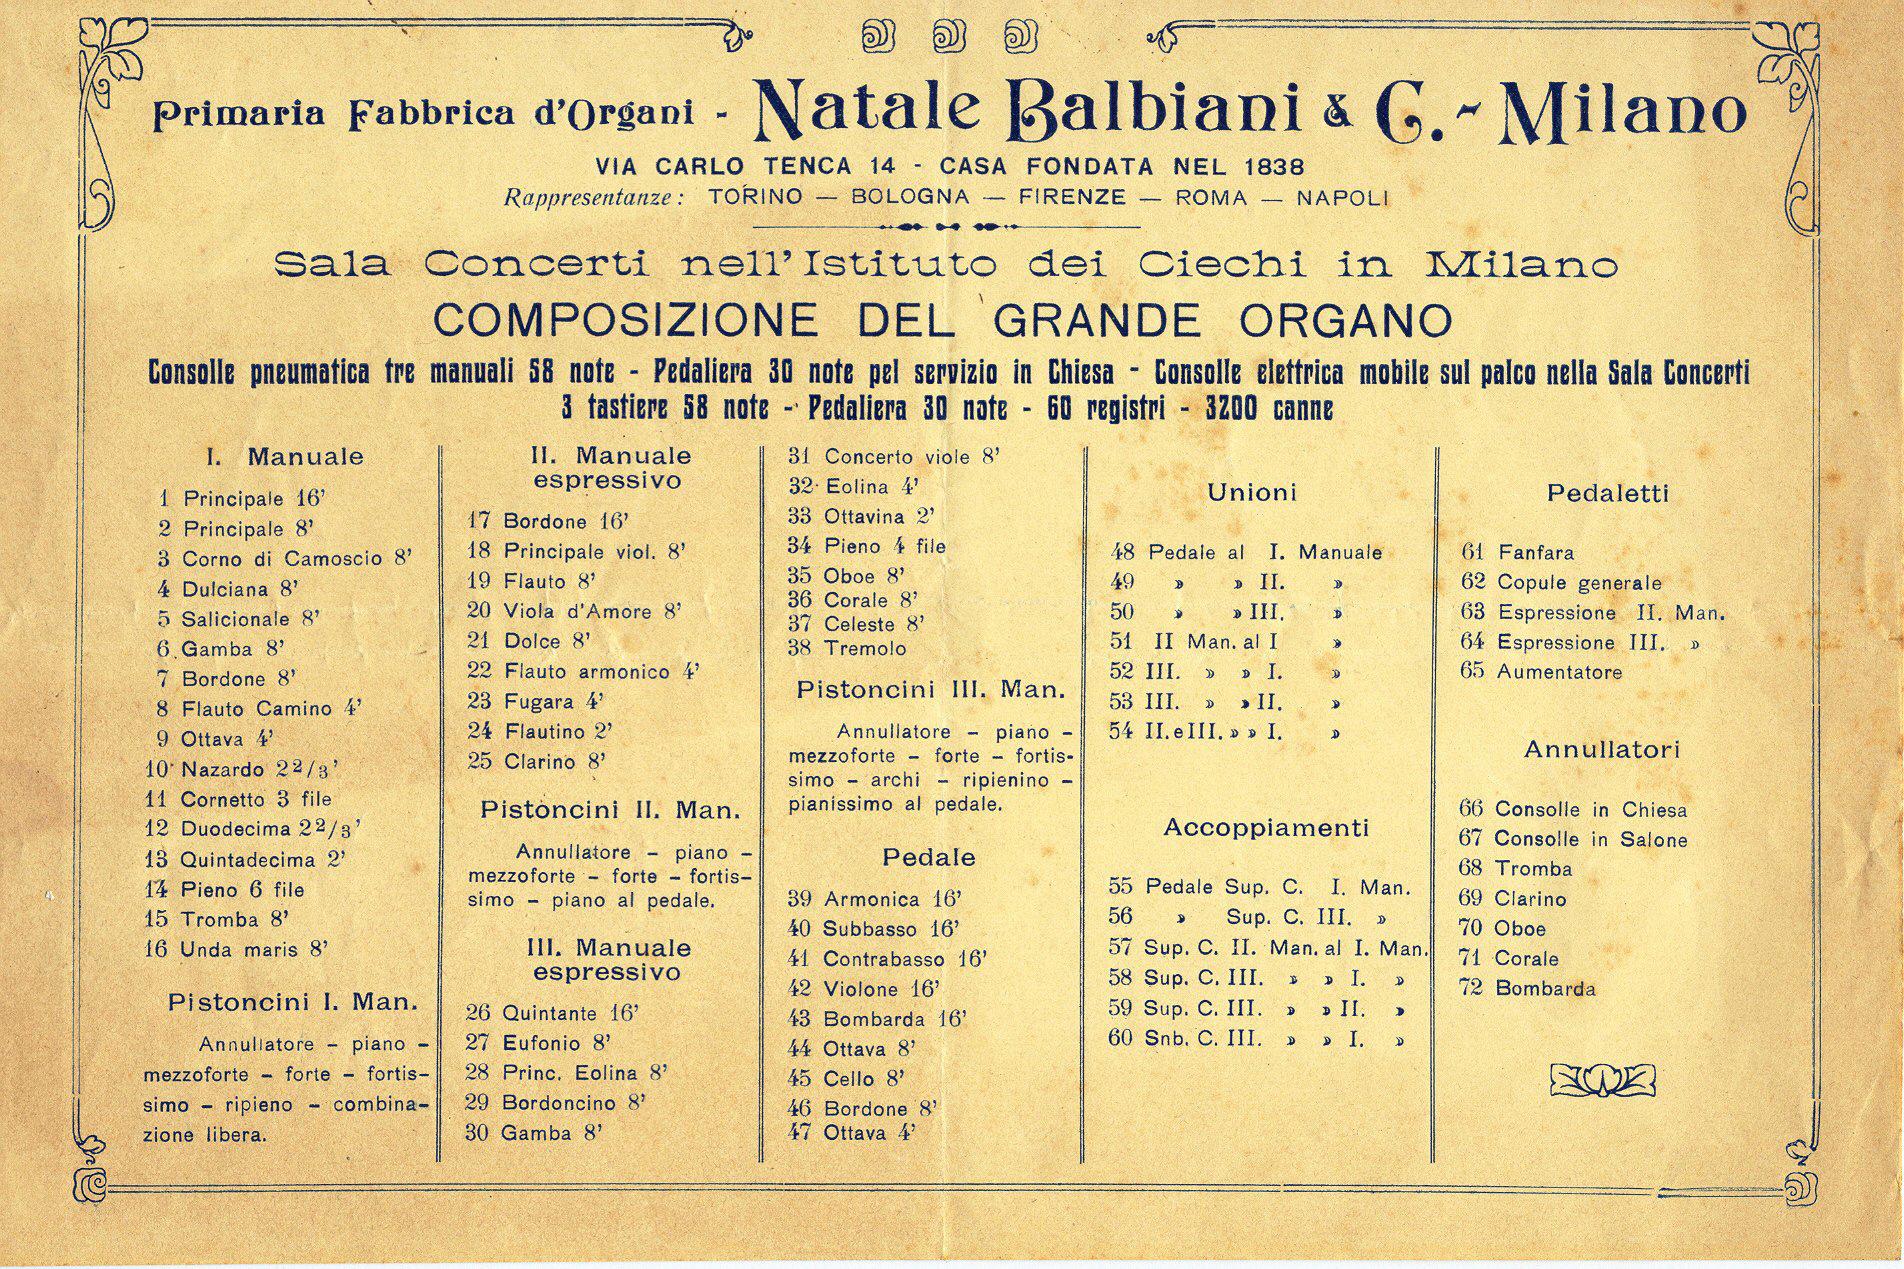 Primaria Fabbrica d'Organi - Natale Balbiani & C. - Milano
VIA CARLO TENCA 14 - CASA FONDATA NEL 1838
Rappresentanze: TORINO — BOLOGNA — FIRENZE — ROMA — NAPOLI
Sala Concerti nell'Istituto dei Ciechi in Milano
COMPOSIZIONE DEL GRANDE ORGANO
Consolle pneumatica tre manuali 58 note - Pedaliera 30 note pel servizio in Chiesa - Consolle elettrica mobile sul palco nella Sala Concerti
3 tastiere 58 note - Pedaliera 30 note - 60 registri - 3200 canne
I. Manuale
1 Principale 16'
2 Principale 8'
3 Corno di Camoscio 8'
4 Dulciana 8'
5 Salicionale 8'
6 Gamba 8'
7 Bordone 8'
8 Flauto Camino 4'
9 Ottava 4'
10 Nazardo 2 2/3'
11 Cornetto 3 file
12 Duodecima 2 2/3'
13 Quintadecima 2'
14 Pieno 6 file
15 Tromba 8'
16 Unda maris 8'
Pistoncini I. Man.
Annullatore - piano -
mezzoforte - forte - fortis-
simo - ripieno - combina-
zione libera.
II. Manuale
espressivo
17 Bordone 16'
18 Principale viol. 8'
19 Flauto 8'
20 Viola d'Amore 8'
21 Dolce 8'
22 Flauto armonico 4'
23 Fugara 4'
24 Flautino 2'
25 Clarino 8'
Pistoncini II. Man.
Annullatore - piano -
mezzoforte - forte - fortis-
simo - piano al pedale.
III. Manuale
espressivo
26 Quintante 16'
27 Eufonio 8'
28 Princ. Eolina 8'
29 Bordoncino 8'
30 Gamba 8'
31 Concerto viole 8'
32 Eolina 4'
33 Ottavina 2'
34 Pieno 4 file
35 Oboe 8'
36 Corale 8'
37 Celeste 8'
38 Tremolo
Pistoncini III. Man.
Annullatore - piano -
mezzoforte - forte - fortis-
simo - archi - ripienino -
pianissimo al pedale.
Pedale
39 Armonica 16'
40 Subbasso 16'
41 Contrabasso 16'
42 Violone 16'
43 Bombarda 16'
44 Ottava 8'
45 Cello 8'
46 Bordone 8'
47 Ottava 4'
Unioni
48 Pedale al I. Manuale
49 » » II. »
50 » » III. »
51 II Man. al I »
52 III. » » I. »
53 III. » » II. »
54 II. e III. » » I. »
Accoppiamenti
55 Pedale Sup. C. I. Man.
56 » Sup. C. III. »
57 Sup. C. II. Man. al I. Man.
58 Sup. C. III. » » I. »
59 Sup. C. III. » » II. »
60 Snb. C. III. » » I. »
Pedaletti
61 Fanfara
62 Copule generale
63 Espressione II. Man.
64 Espressione III. »
65 Aumentatore
Annullatori
66 Consolle in Chiesa
67 Consolle in Salone
68 Tromba
69 Clarino
70 Oboe
71 Corale
72 Bombarda